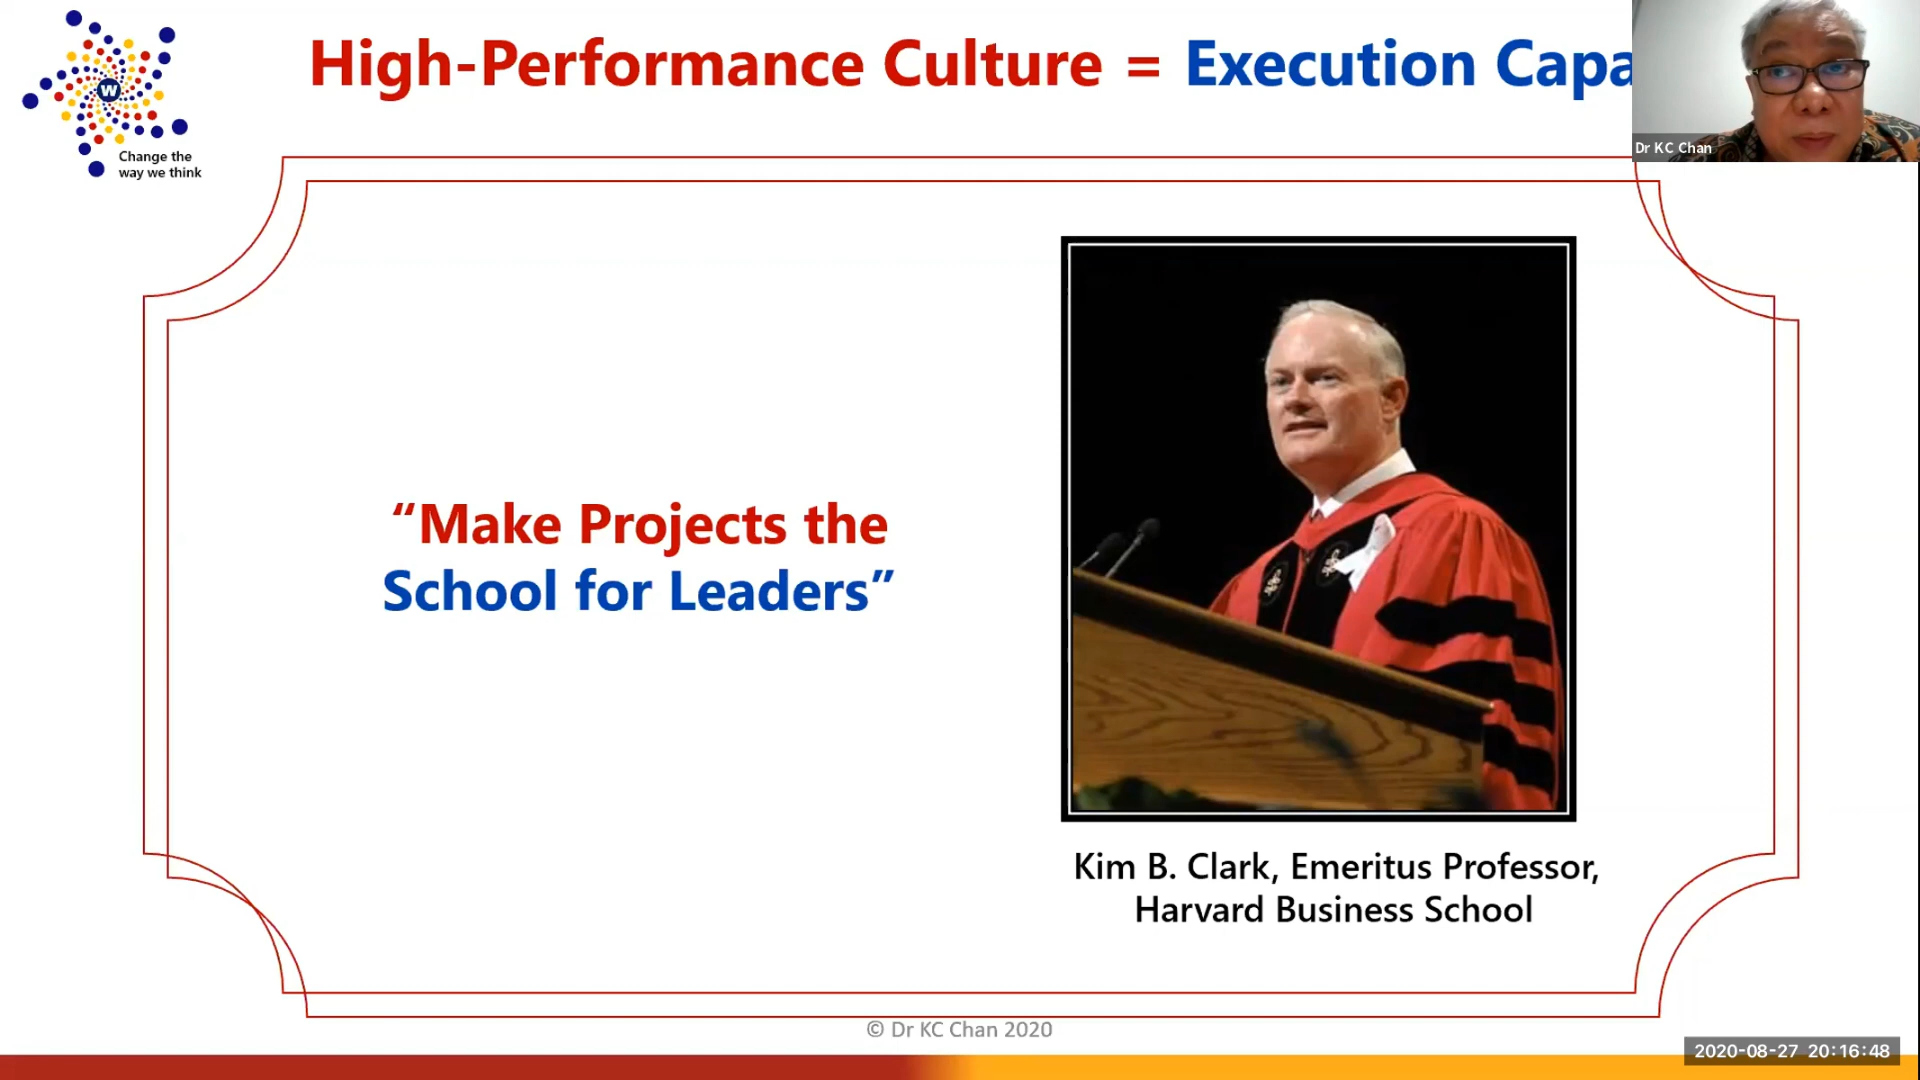 W
Change the
way we think
High-Performance Culture = Execution Capa
Dr KC Chan
“Make Projects the
School for Leaders”
Kim B. Clark, Emeritus Professor,
Harvard Business School
© Dr KC Chan 2020
2020-08-27 20:16:48